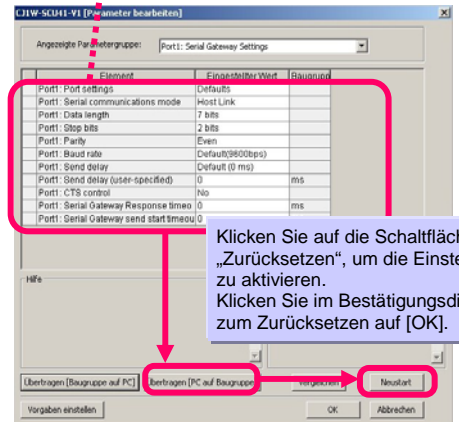 CJ1W-SCU41-V1 [Parameter bearbeiten]
Angezeigte Parametergruppe: Port1: Serial Gateway Settings
Element Eingestellter Wert Baugrupp
Port1: Port settings Defaults
Port1: Serial communications mode Host Link
Port1: Data length 7 bits
Port1: Stop bits 2 bits
Port1: Parity Even
Port1: Baud rate Default(9600bps)
Port1: Send delay Default (0 ms)
Port1: Send delay (user-specified) 0 ms
Port1: CTS control No
Port1: Serial Gateway Response timeo 0 ms
Port1: Serial Gateway send start timeou 0
Klicken Sie auf die Schaltfläch
„Zurücksetzen“, um die Einste
zu aktivieren.
Klicken Sie im Bestätigungsdi
zum Zurücksetzen auf [OK].
Hilfe
Übertragen [Baugruppe auf PC] Übertragen [PC auf Baugruppe] Vergleichen Neustart
Vorgaben einstellen OK Abbrechen